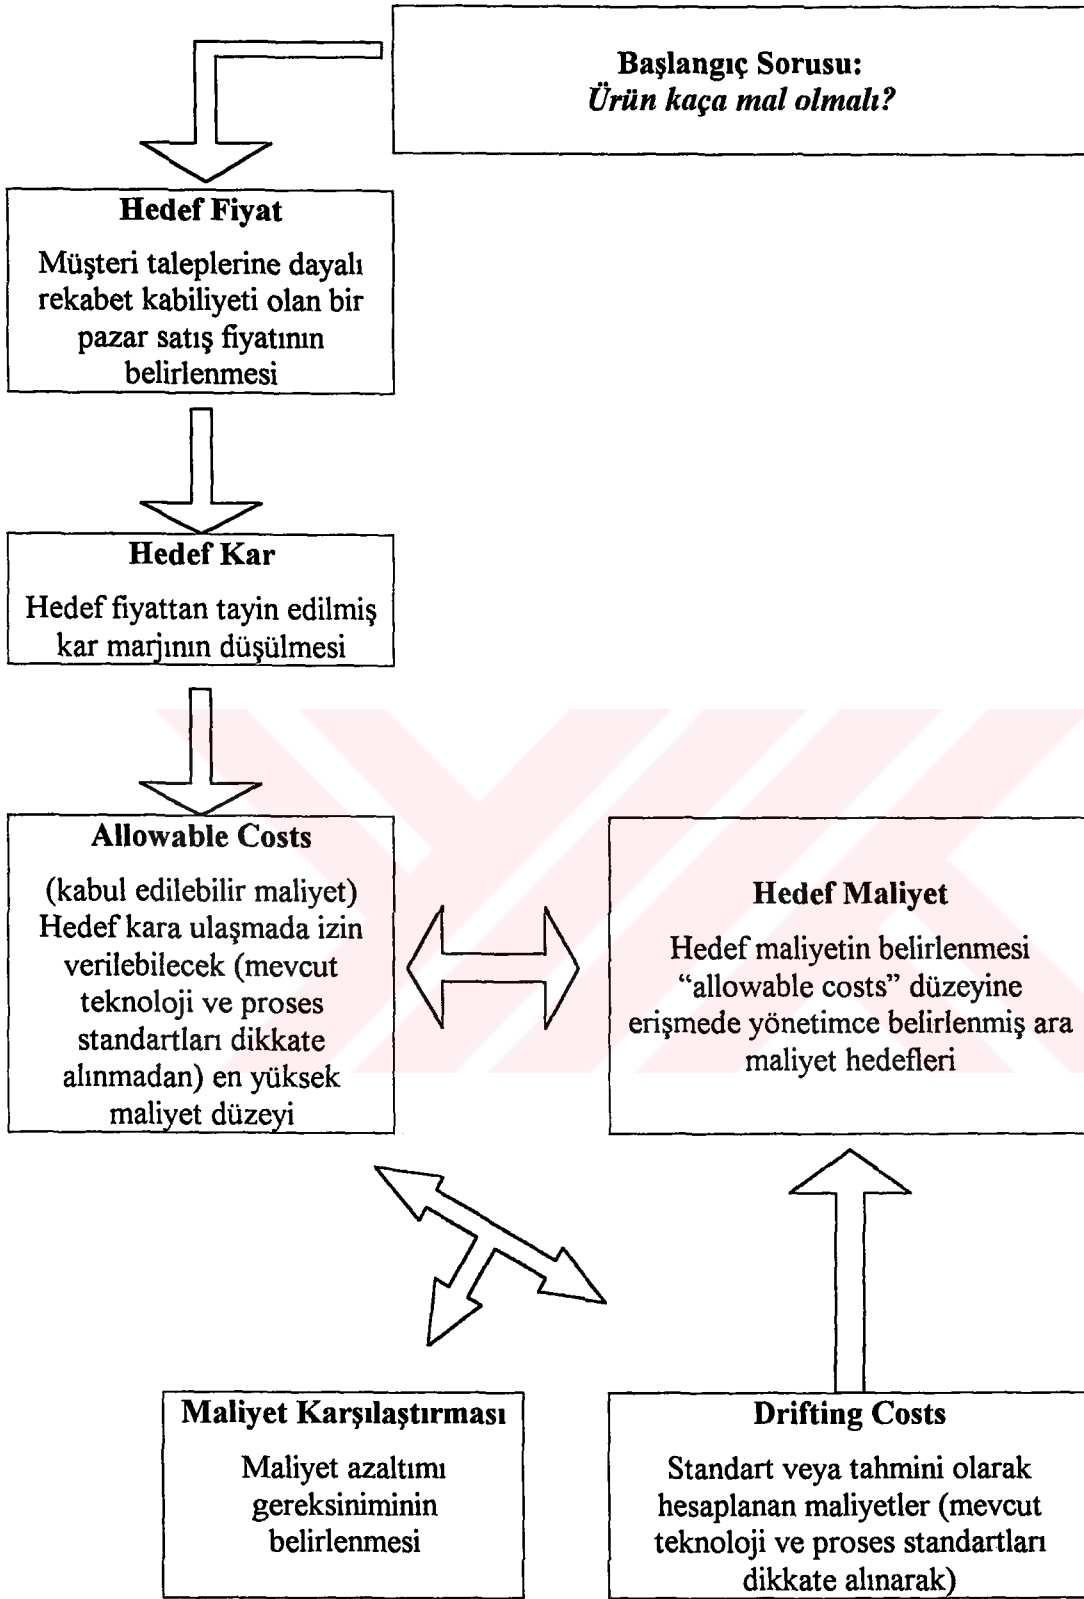 Başlangıç Sorusu:
Ürün kaça mal olmalı?
Hedef Fiyat
Müşteri taleplerine dayalı
rekabet kabiliyeti olan bir
pazar satış fiyatının
belirlenmesi
Hedef Kar
Hedef fiyattan tayin edilmiş
kar marjının düşülmesi
Allowable Costs
(kabul edilebilir maliyet)
Hedef kara ulaşmada izin
verilebilecek (mevcut
teknoloji ve proses
standartları dikkate
alınmadan) en yüksek
maliyet düzeyi
Hedef Maliyet
Hedef maliyetin belirlenmesi
“allowable costs” düzeyine
erişmede yönetimce belirlenmiş ara
maliyet hedefleri
Maliyet Karşılaştırması
Maliyet azaltımı
gereksiniminin
belirlenmesi
Drifting Costs
Standart veya tahmini olarak
hesaplanan maliyetler (mevcut
teknoloji ve proses standartları
dikkate alınarak)